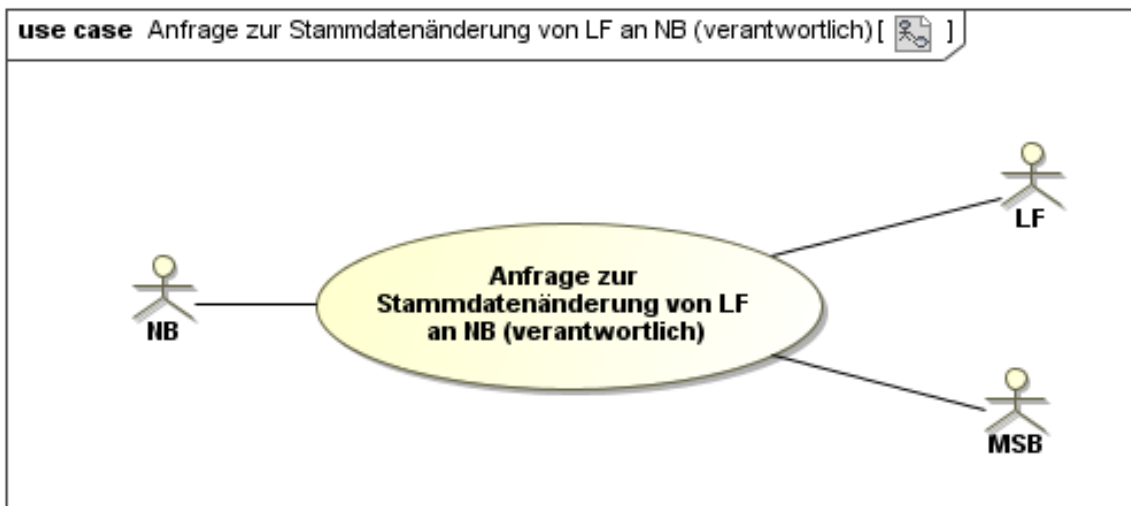 use case Anfrage zur Stammdatenänderung von LF an NB (verantwortlich) [ ]
LF
Anfrage zur
Stammdatenänderung von LF
an NB (verantwortlich)
NB
MSB